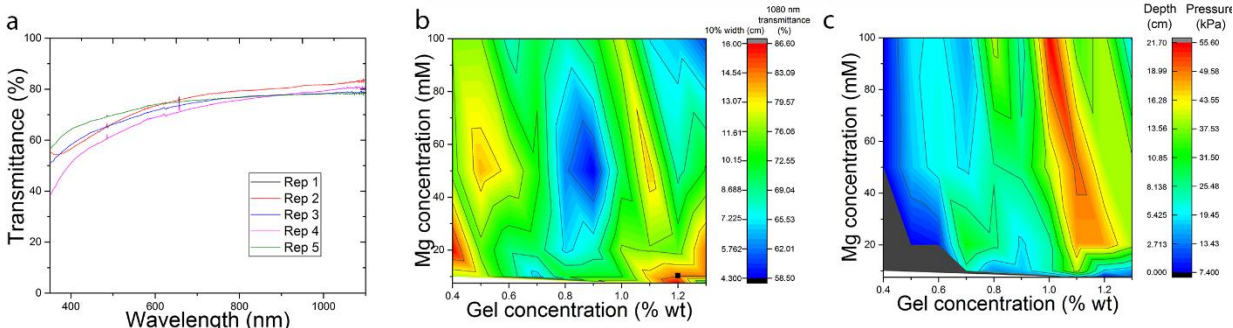 a
Transmittance (%)
100
80
60
40
20
0
Rep 1
Rep 2
Rep 3
Rep 4
Rep 5
400
600
800
1000
Wavelength (nm)
b
Mg concentration (mM)
100
80
60
40
20
0.4
0.6
0.8
1.0
1.2
Gel concentration (% wt)
1080 nm
10% width (cm) transmittance
(%)
16.00 86.60
14.54 83.09
13.07 79.57
11.61 76.06
10.15 72.55
8.688 69.04
7.225 65.53
5.762 62.01
4.300 58.50
c
Mg concentration (mM)
100
80
60
40
20
0.4
0.6
0.8
1.0
1.2
Gel concentration (% wt)
Depth Pressure
(cm) (kPa)
21.70 55.60
18.99 49.58
16.28 43.55
13.56 37.53
10.85 31.50
8.138 25.48
5.425 19.45
2.713 13.43
0.000 7.400